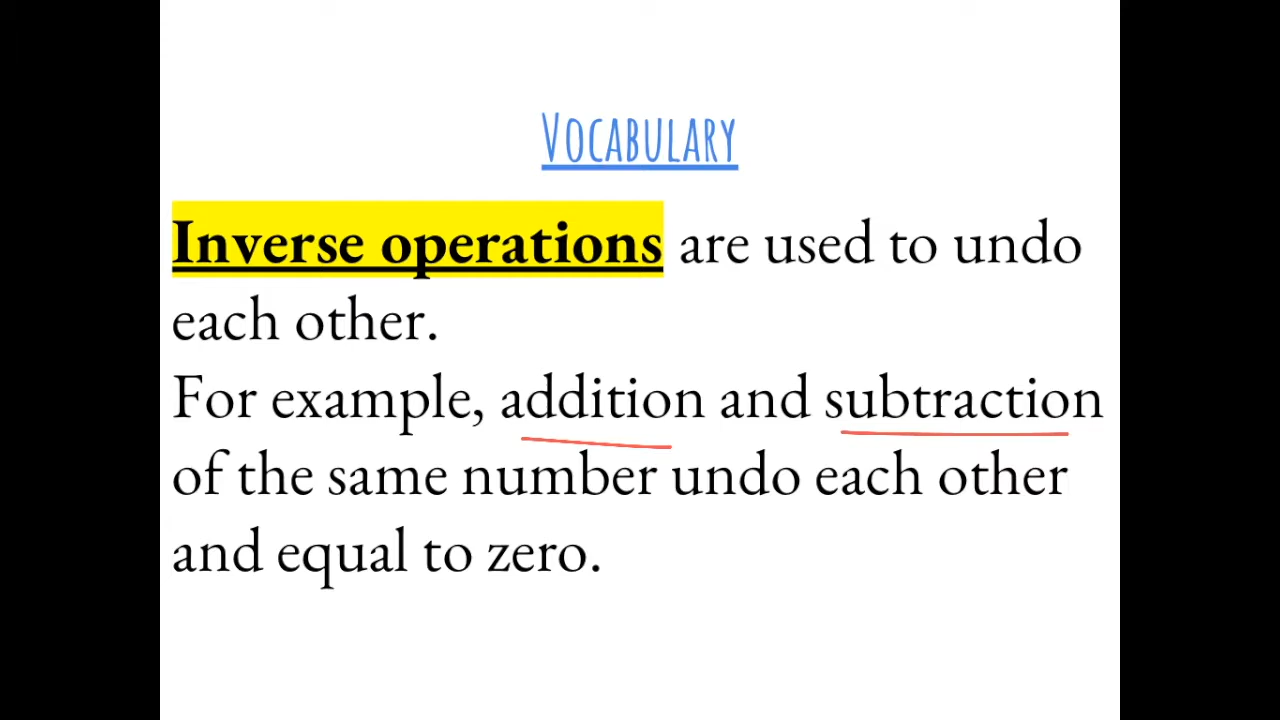 Vocabulary
Inverse operations are used to undo
each other.
For example, addition and subtraction
of the same number undo each other
and equal to zero.